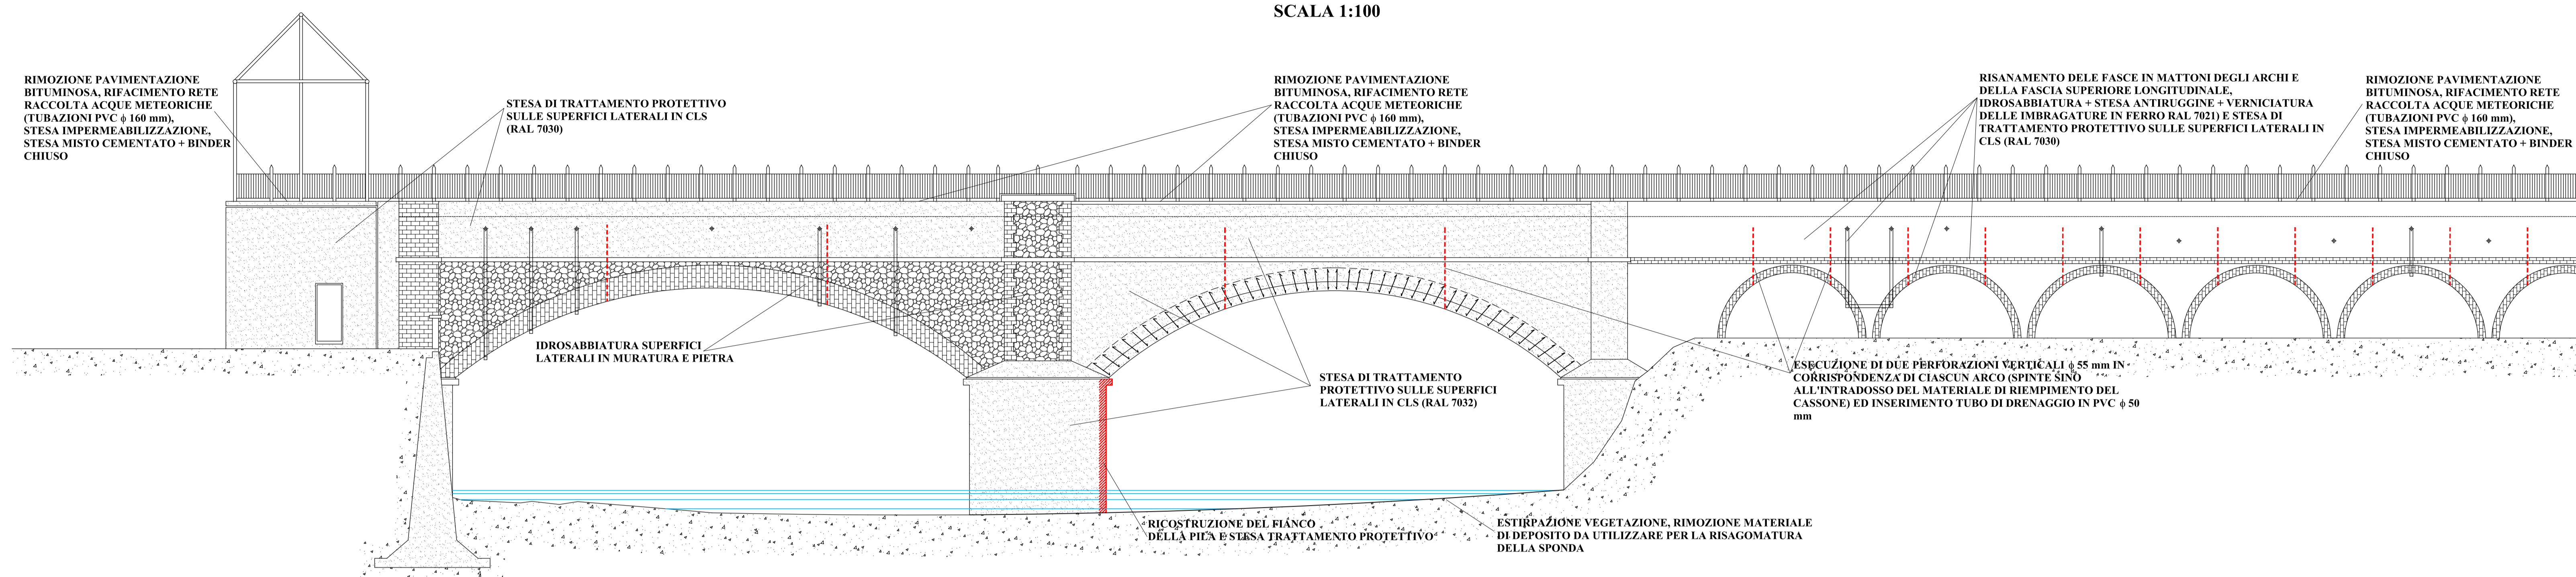 SCALA 1:100
RIMOZIONE PAVIMENTAZIONE
BITUMINOSA, RIFACIMENTO RETE
RACCOLTA ACQUE METEORICHE
(TUBAZIONI PVC ϕ 160 mm),
STESA IMPERMEABILIZZAZIONE,
STESA MISTO CEMENTATO + BINDER
CHIUSO
STESA DI TRATTAMENTO PROTETTIVO
SULLE SUPERFICI LATERALI IN CLS
(RAL 7030)
RIMOZIONE PAVIMENTAZIONE
BITUMINOSA, RIFACIMENTO RETE
RACCOLTA ACQUE METEORICHE
(TUBAZIONI PVC ϕ 160 mm),
STESA IMPERMEABILIZZAZIONE,
STESA MISTO CEMENTATO + BINDER
CHIUSO
RISANAMENTO DELE FASCE IN MATTONI DEGLI ARCHI E
DELLA FASCIA SUPERIORE LONGITUDINALE,
IDROSABBIATURA + STESA ANTIRUGGINE + VERNICIATURA
DELLE IMBRAGATURE IN FERRO RAL 7021) E STESA DI
TRATTAMENTO PROTETTIVO SULLE SUPERFICI LATERALI IN
CLS (RAL 7030)
RIMOZIONE PAVIMENTAZIONE
BITUMINOSA, RIFACIMENTO RETE
RACCOLTA ACQUE METEORICHE
(TUBAZIONI PVC ϕ 160 mm),
STESA IMPERMEABILIZZAZIONE,
STESA MISTO CEMENTATO + BINDER
CHIUSO
IDROSABBIATURA SUPERFICI
LATERALI IN MURATURA E PIETRA
STESA DI TRATTAMENTO
PROTETTIVO SULLE SUPERFICI
LATERALI IN CLS (RAL 7032)
ESECUZIONE DI DUE PERFORAZIONI VERTICALI ϕ 55 mm IN
CORRISPONDENZA DI CIASCUN ARCO (SPINTE SINO
ALL'INTRADOSSO DEL MATERIALE DI RIEMPIMENTO DEL
CASSONE) ED INSERIMENTO TUBO DI DRENAGGIO IN PVC ϕ 50
mm
RICOSTRUZIONE DEL FIANCO
DELLA PILA E STESA TRATTAMENTO PROTETTIVO
ESTIRPAZIONE VEGETAZIONE, RIMOZIONE MATERIALE
DI DEPOSITO DA UTILIZZARE PER LA RISAGOMATURA
DELLA SPONDA